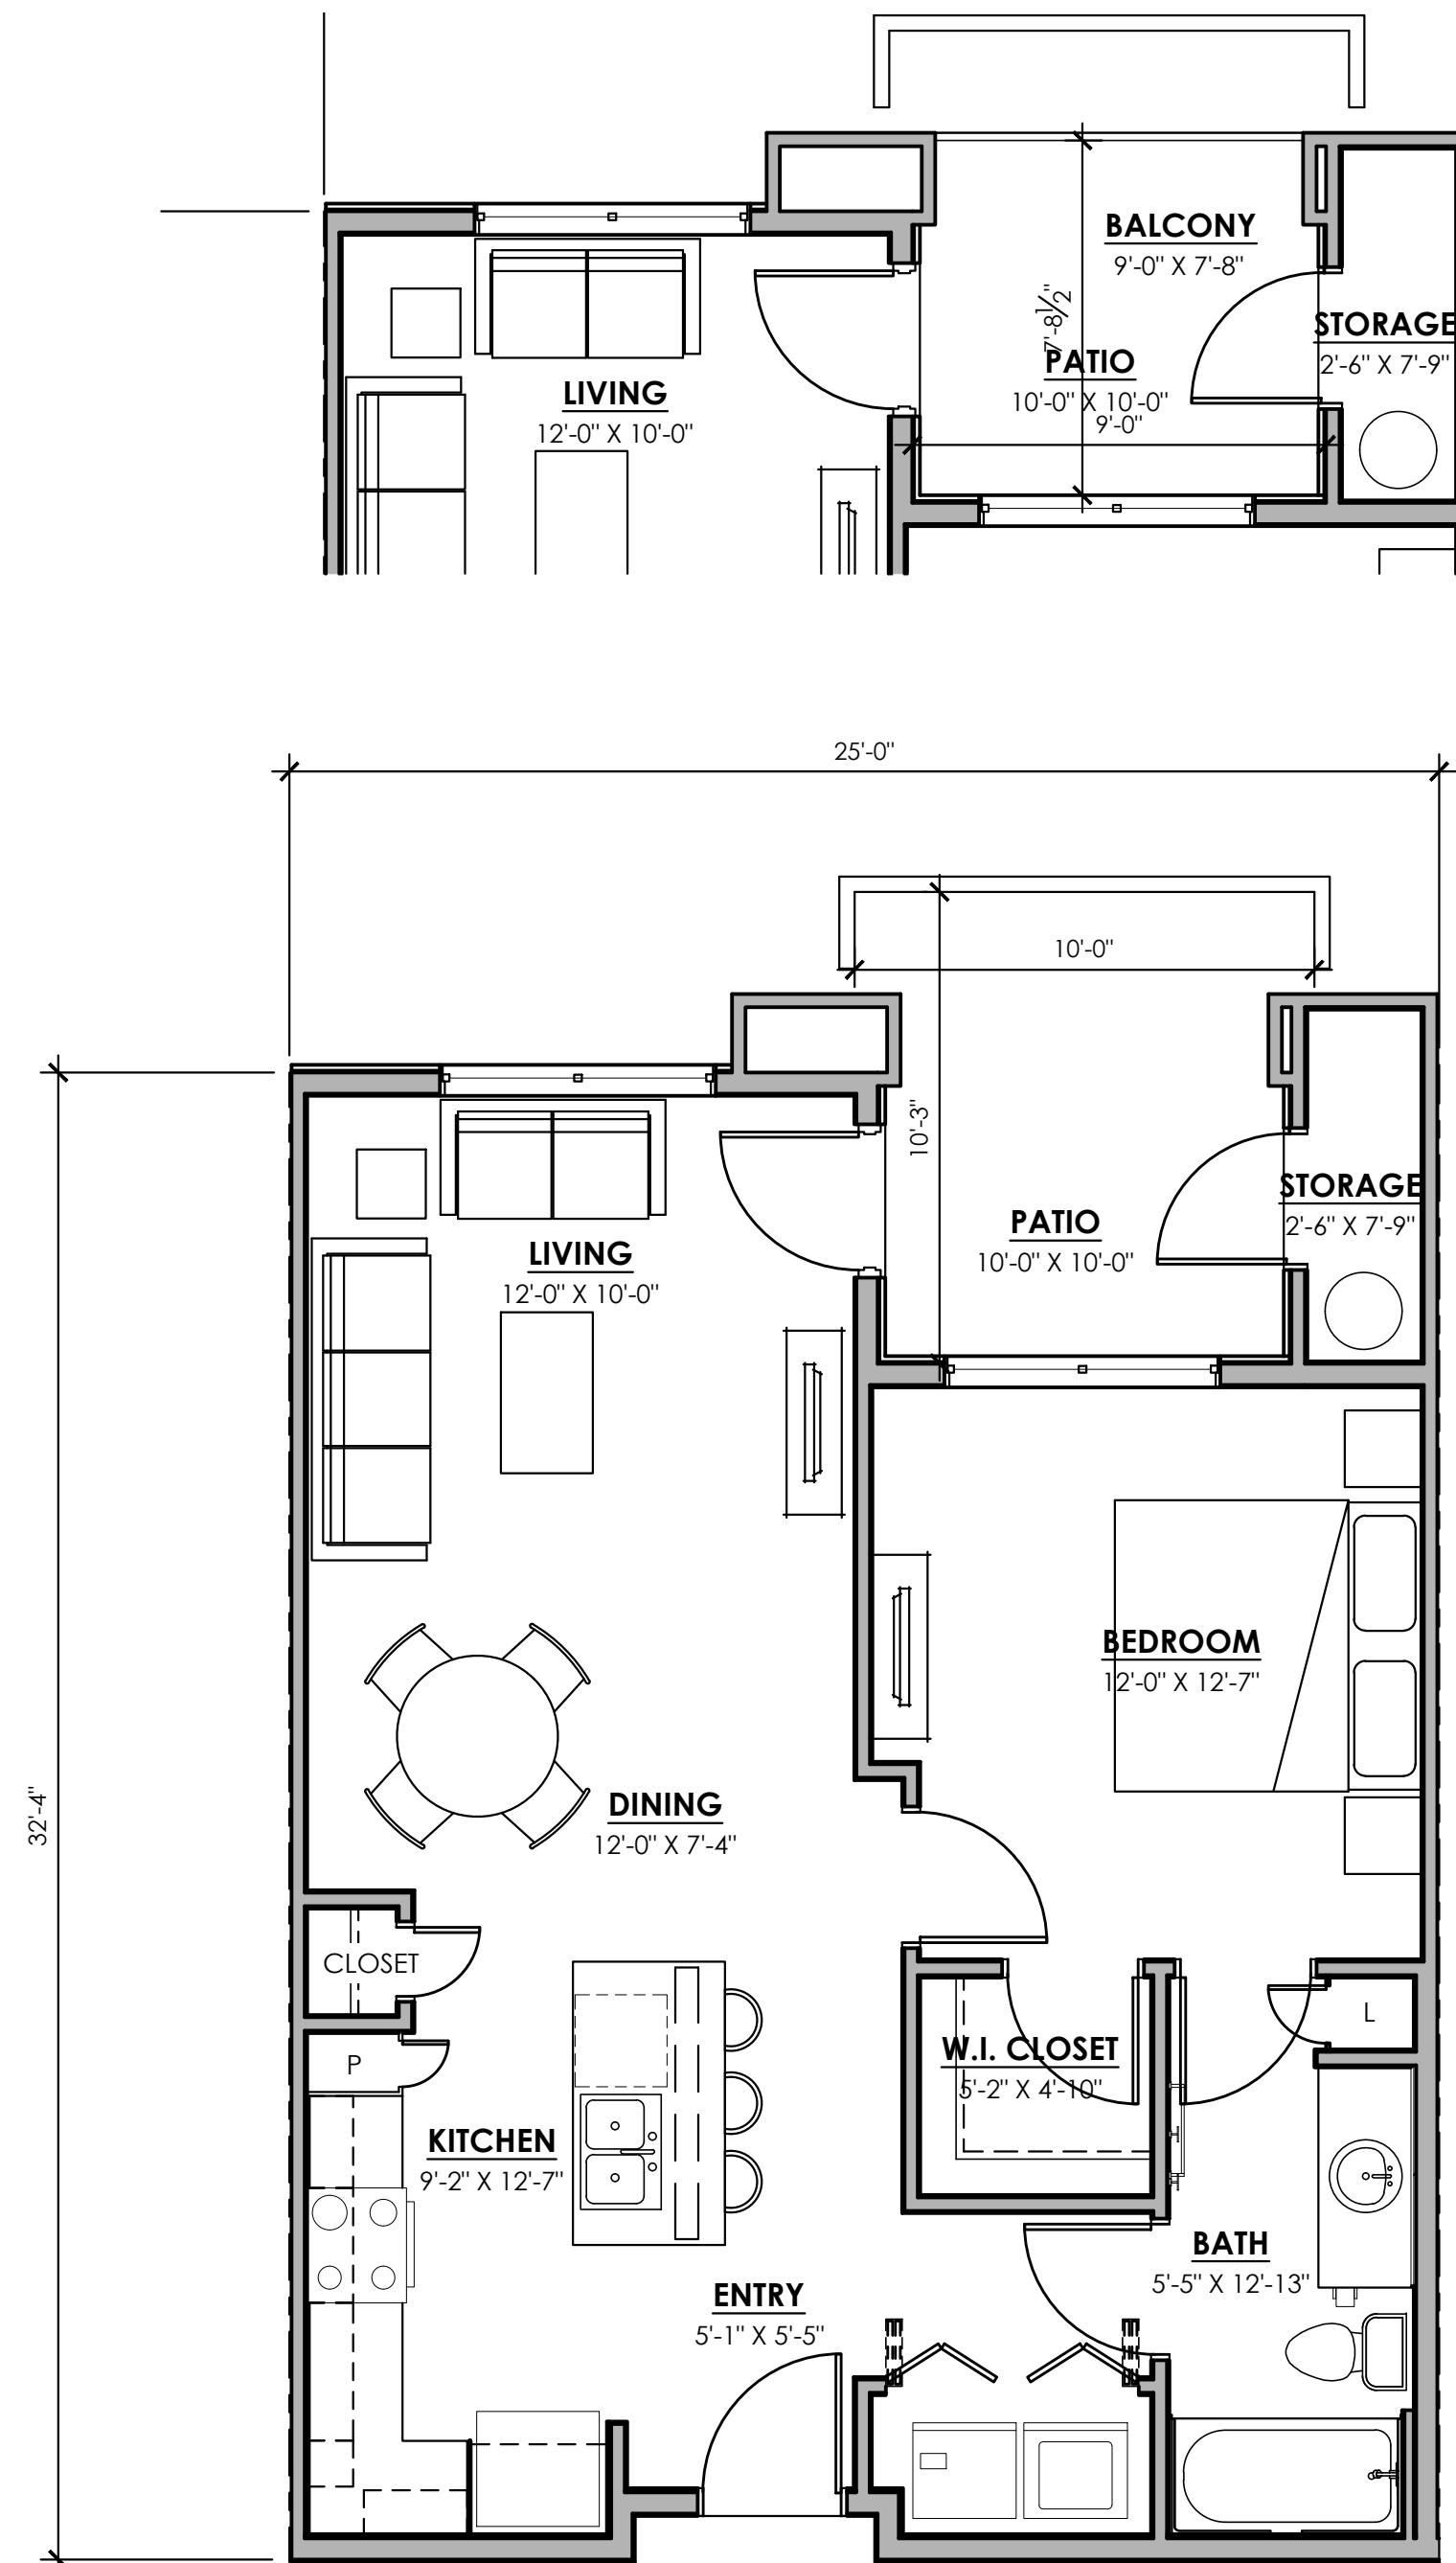 BALCONY
9'-0" X 7'-8"
7'-8½"
STORAGE
2'-6" X 7'-9"
PATIO
10'-0" X 10'-0"
9'-0"
LIVING
12'-0" X 10'-0"
25'-0"
10'-0"
10'-3"
STORAGE
2'-6" X 7'-9"
PATIO
10'-0" X 10'-0"
LIVING
12'-0" X 10'-0"
BEDROOM
12'-0" X 12'-7"
DINING
12'-0" X 7'-4"
32'-4"
CLOSET
L
W.I. CLOSET
5'-2" X 4'-10"
P
KITCHEN
9'-2" X 12'-7"
BATH
5'-5" X 12'-13"
ENTRY
5'-1" X 5'-5"